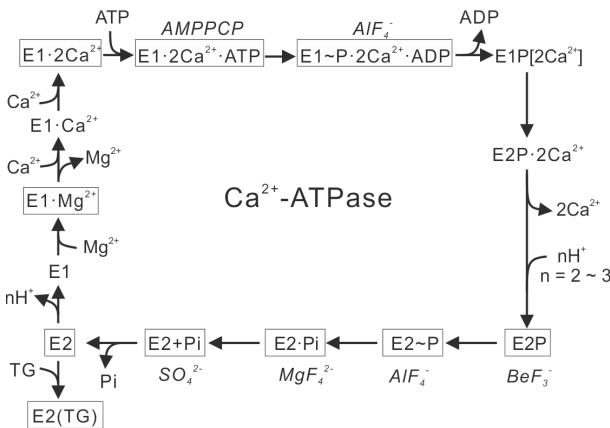 ATP
AMPPCP
AlF₄⁻
ADP
E1·2Ca²⁺
E1·2Ca²⁺·ATP
E1~P·2Ca²⁺·ADP
E1P[2Ca²⁺]
Ca²⁺
E1·Ca²⁺
Ca²⁺
Mg²⁺
E2P·2Ca²⁺
E1·Mg²⁺
Ca²⁺-ATPase
2Ca²⁺
Mg²⁺
E1
nH⁺
n = 2 ~ 3
nH⁺
E2
E2+Pi
E2·Pi
E2~P
E2P
TG
Pi
SO₄²⁻
MgF₄²⁻
AlF₄⁻
BeF₃⁻
E2(TG)